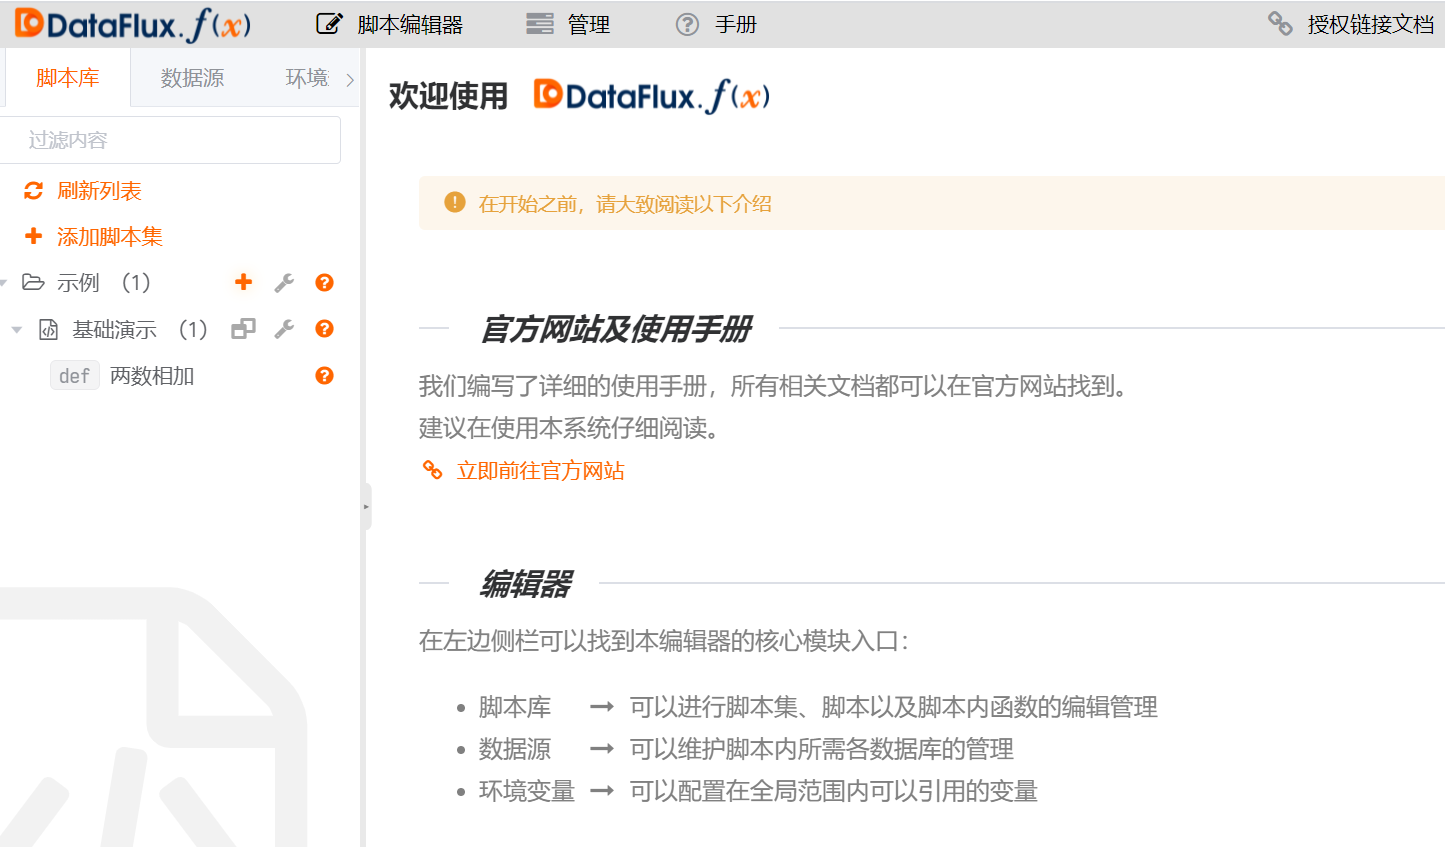 DataFlux.f(x) 脚本编辑器 管理 手册 授权链接文档
脚本库 数据源 环境
过滤内容
刷新列表
添加脚本集
示例 (1)
基础演示 (1)
def 两数相加
欢迎使用 DataFlux.f(x)
在开始之前，请大致阅读以下介绍
官方网站及使用手册
我们编写了详细的使用手册，所有相关文档都可以在官方网站找到。
建议在使用本系统仔细阅读。
立即前往官方网站
编辑器
在左边侧栏可以找到本编辑器的核心模块入口：
• 脚本库 → 可以进行脚本集、脚本以及脚本内函数的编辑管理
• 数据源 → 可以维护脚本内所需各数据库的管理
• 环境变量 → 可以配置在全局范围内可以引用的变量